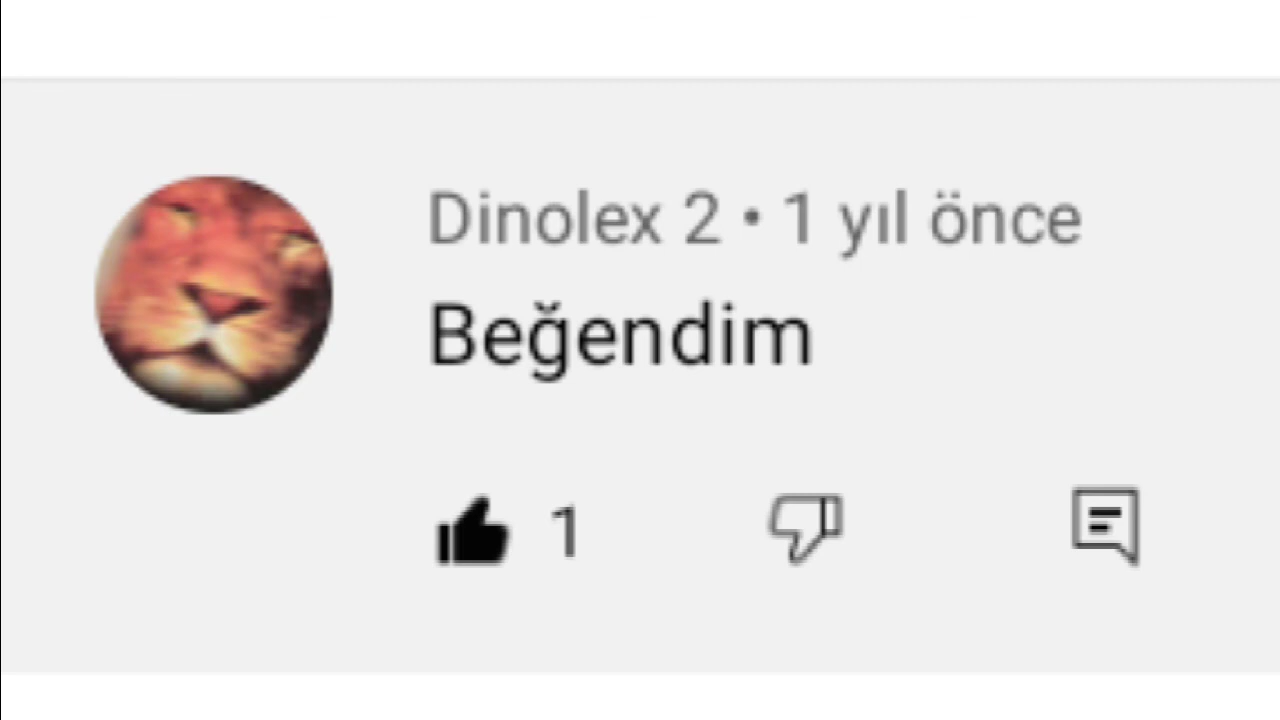 Dinolex 2 • 1 yıl önce
Beğendim
1